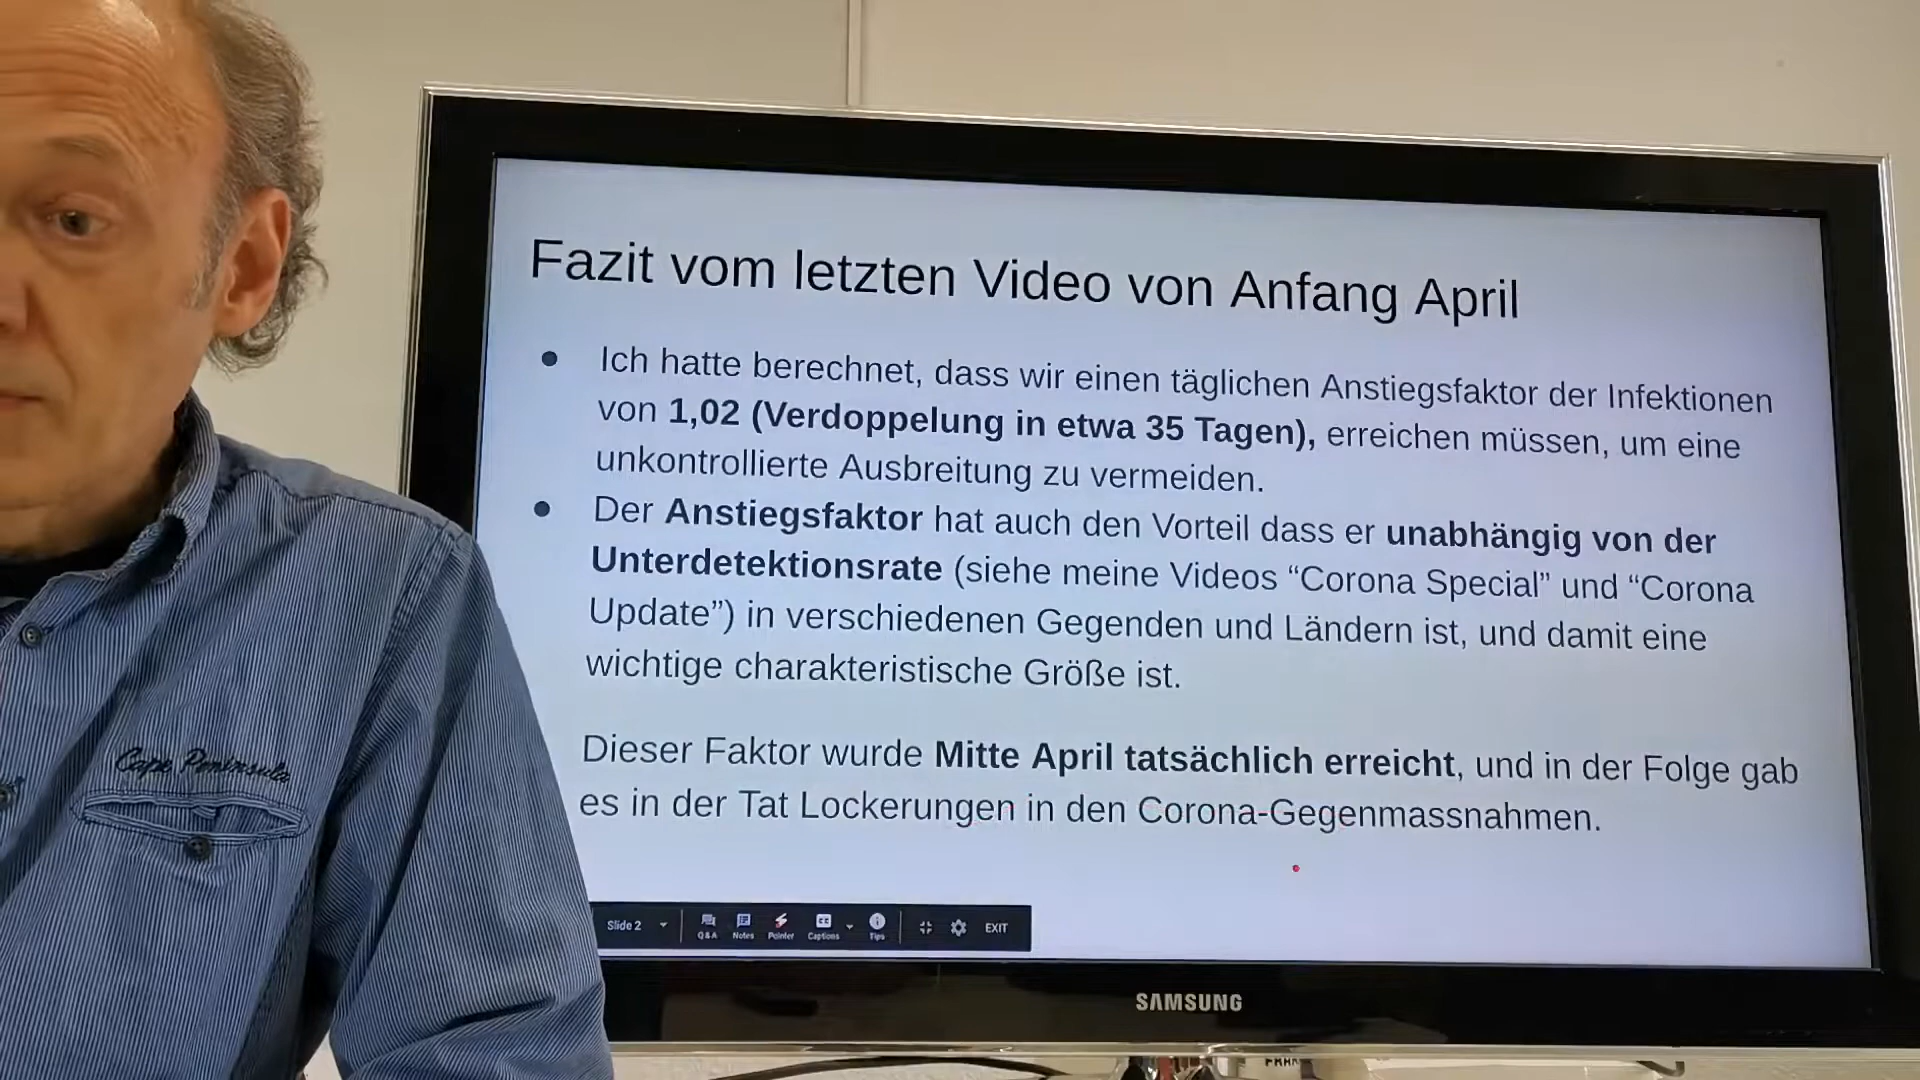 Fazit vom letzten Video von Anfang April
● Ich hatte berechnet, dass wir einen täglichen Anstiegsfaktor der Infektionen
von 1,02 (Verdoppelung in etwa 35 Tagen), erreichen müssen, um eine
unkontrollierte Ausbreitung zu vermeiden.
● Der Anstiegsfaktor hat auch den Vorteil dass er unabhängig von der
Unterdetektionsrate (siehe meine Videos “Corona Special” und “Corona
Update”) in verschiedenen Gegenden und Ländern ist, und damit eine
wichtige charakteristische Größe ist.
Dieser Faktor wurde Mitte April tatsächlich erreicht, und in der Folge gab
es in der Tat Lockerungen in den Corona-Gegenmassnahmen.
Cape Peninsula
Slide 2 Q&A Notes Pointer CC Captions Tips EXIT
SAMSUNG